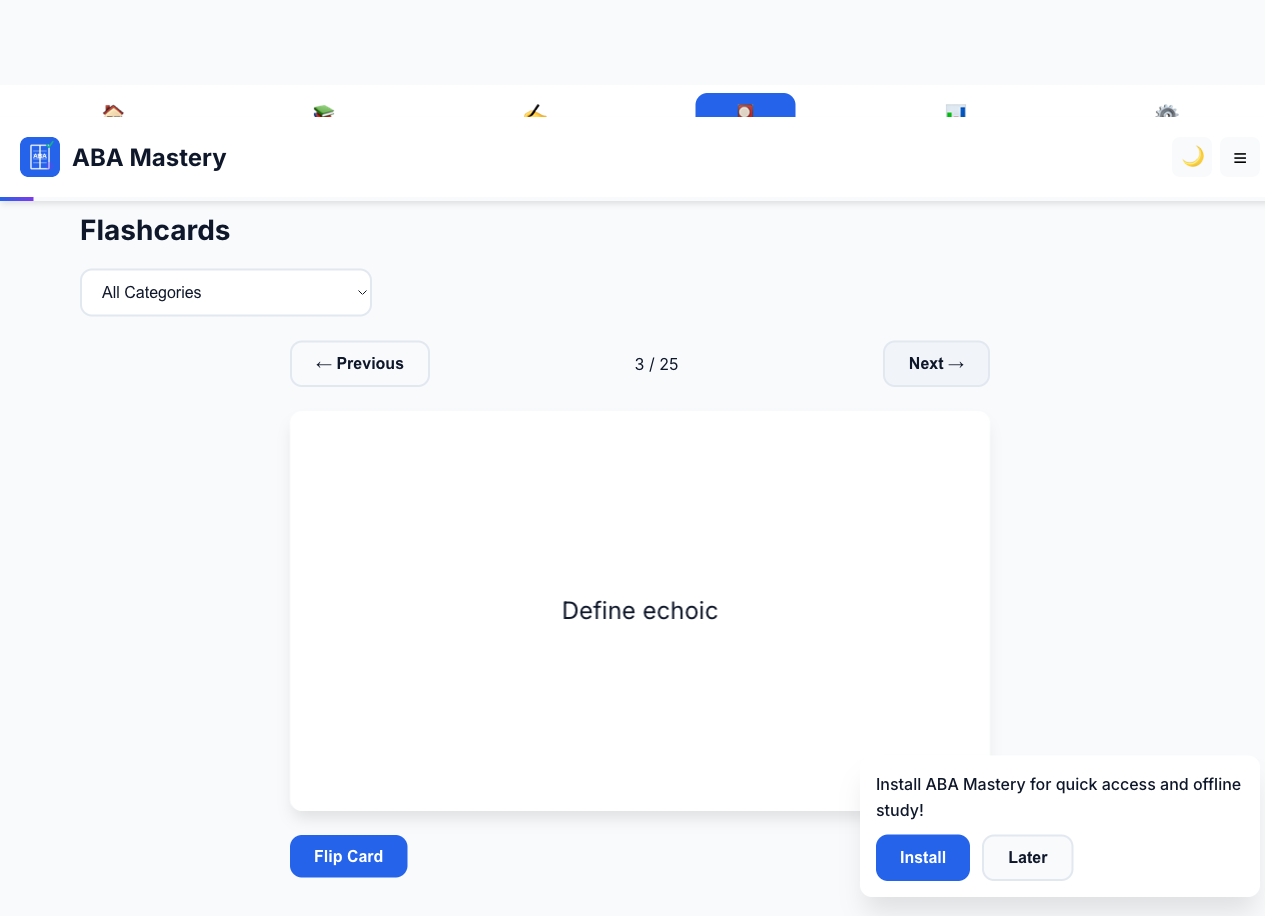 ABA
ABA Mastery
Flashcards
All Categories
← Previous
3 / 25
Next →
Define echoic
Install ABA Mastery for quick access and offline
study!
Flip Card
Install
Later